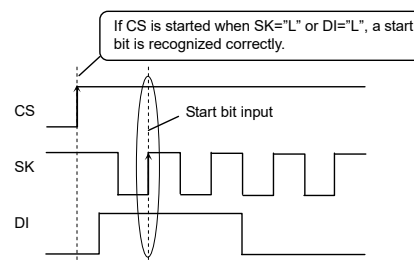 If CS is started when SK=”L” or DI=”L”, a start
bit is recognized correctly.
CS
Start bit input
SK
DI